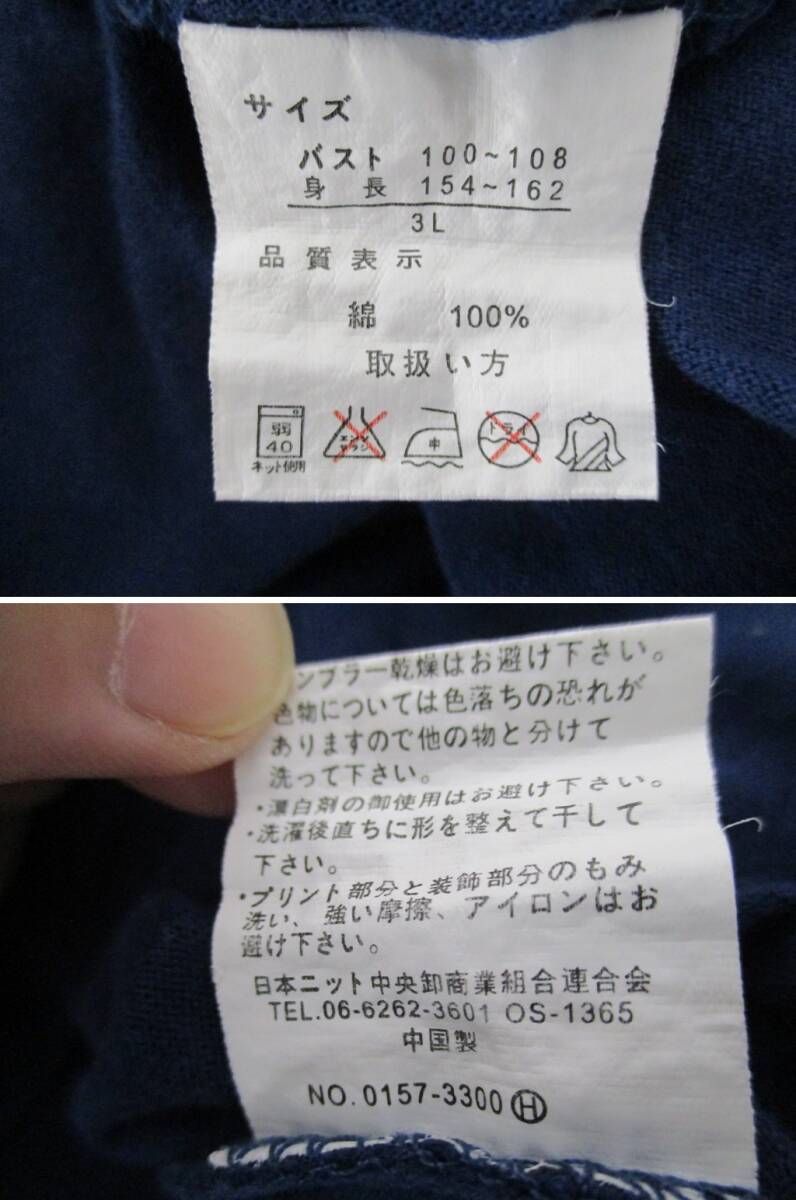 サイズ
バスト 100~108
身長 154~162
3L
品質表示
綿 100%
取扱い方
弱
40
ネット使用
エンソ
サラシ
中
ドライ
ンブラー乾燥はお避け下さい。
色物については色落ちの恐れが
ありますので他の物と分けて
洗って下さい。
・漂白剤の御使用はお避け下さい。
・洗濯後直ちに形を整えて干して
下さい。
・プリント部分と装飾部分のもみ
洗い、強い摩擦、アイロンはお
避け下さい。
日本ニット中央卸商業組合連合会
TEL.06-6262-3601 OS-1365
中国製
NO.0157-3300 Ⓗ